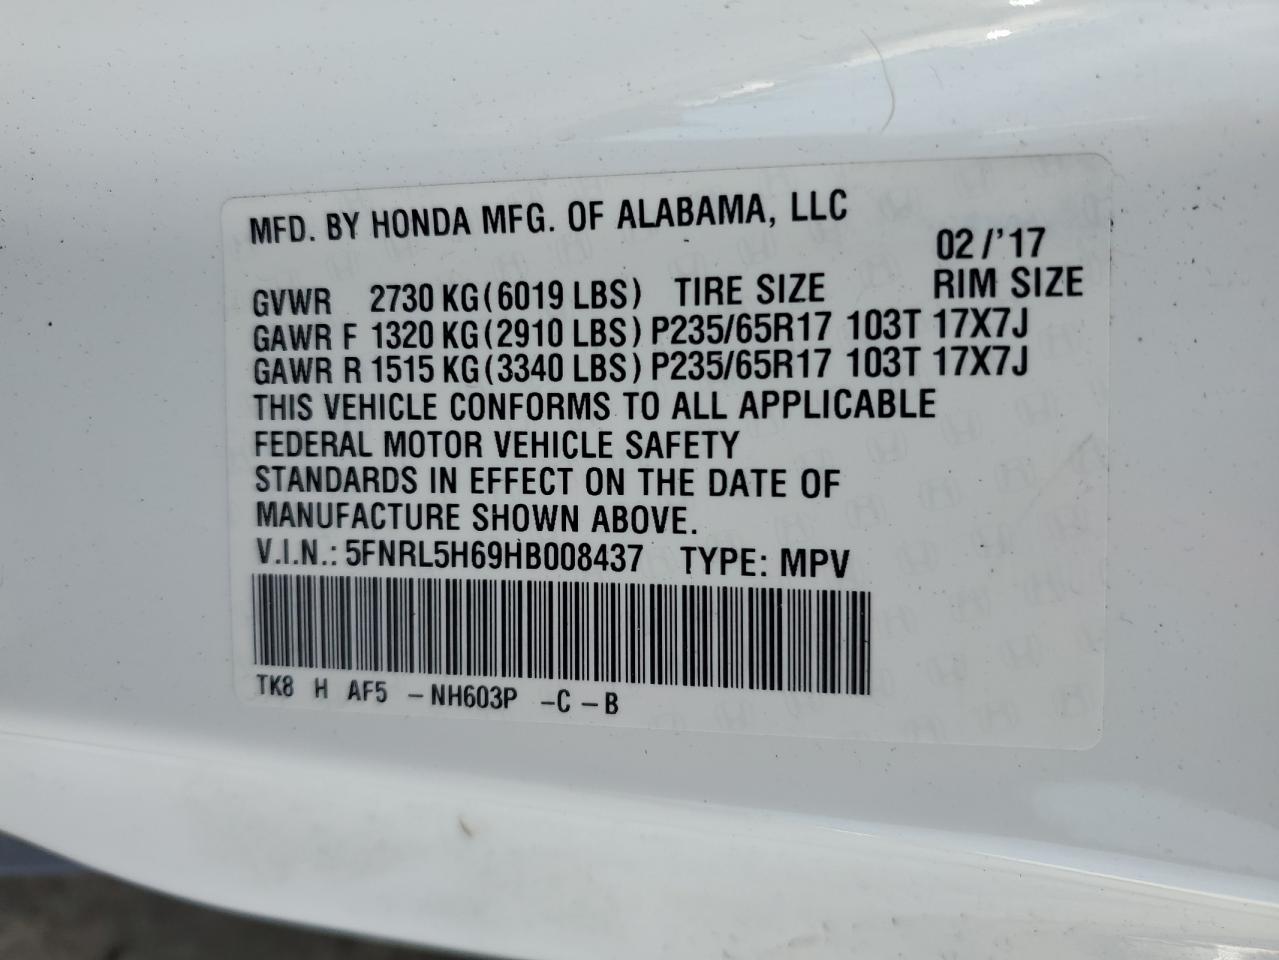 MFD. BY HONDA MFG. OF ALABAMA, LLC
02/'17
GVWR 2730 KG(6019 LBS) TIRE SIZE RIM SIZE
GAWR F 1320 KG(2910 LBS) P235/65R17 103T 17X7J
GAWR R 1515 KG(3340 LBS) P235/65R17 103T 17X7J
THIS VEHICLE CONFORMS TO ALL APPLICABLE
FEDERAL MOTOR VEHICLE SAFETY
STANDARDS IN EFFECT ON THE DATE OF
MANUFACTURE SHOWN ABOVE.
V.I.N.: 5FNRL5H69HB008437 TYPE: MPV
TK8 H AF5 -NH603P -C-B